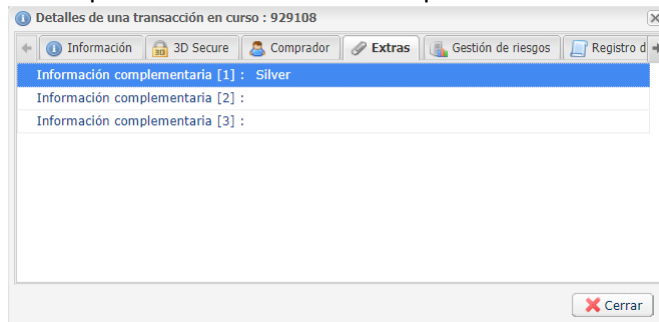 Detalles de una transacción en curso : 929108
Información 3D Secure Comprador Extras Gestión de riesgos Registro d
Información complementaria [1] : Silver
Información complementaria [2] :
Información complementaria [3] :
Cerrar